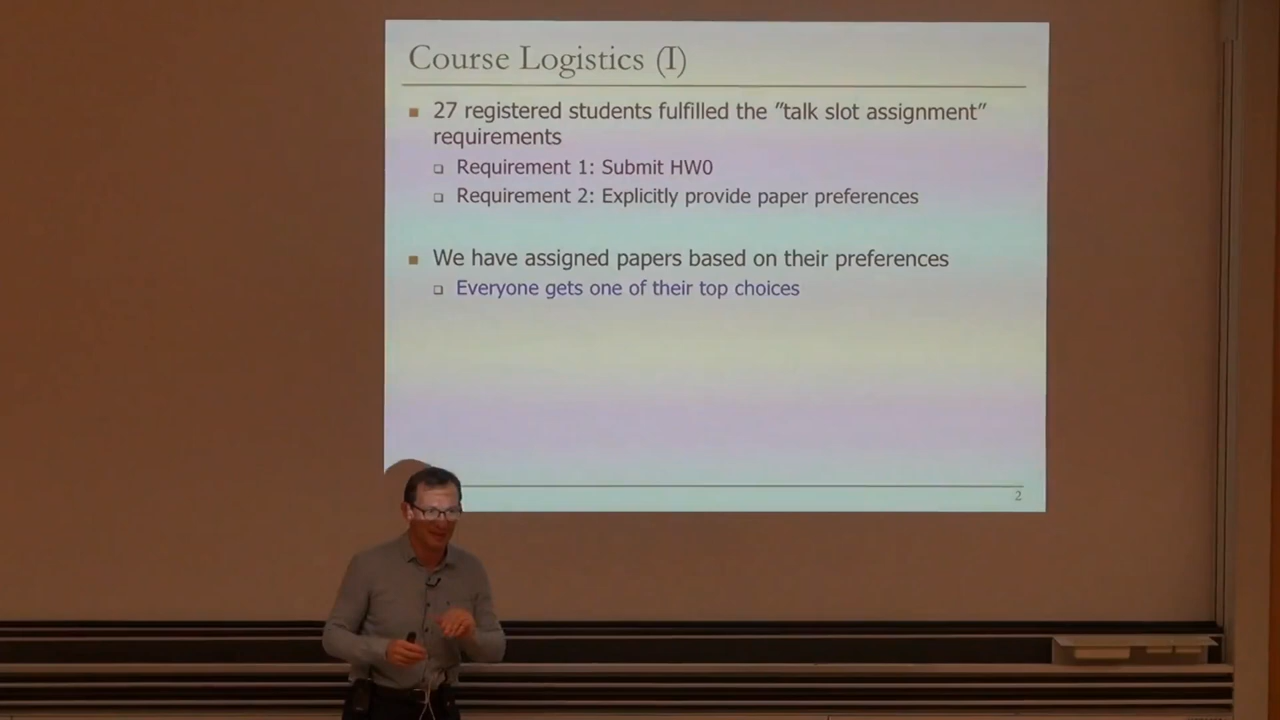 Course Logistics (I)
27 registered students fulfilled the ”talk slot assignment”
requirements
Requirement 1: Submit HW0
Requirement 2: Explicitly provide paper preferences
We have assigned papers based on their preferences
Everyone gets one of their top choices
2